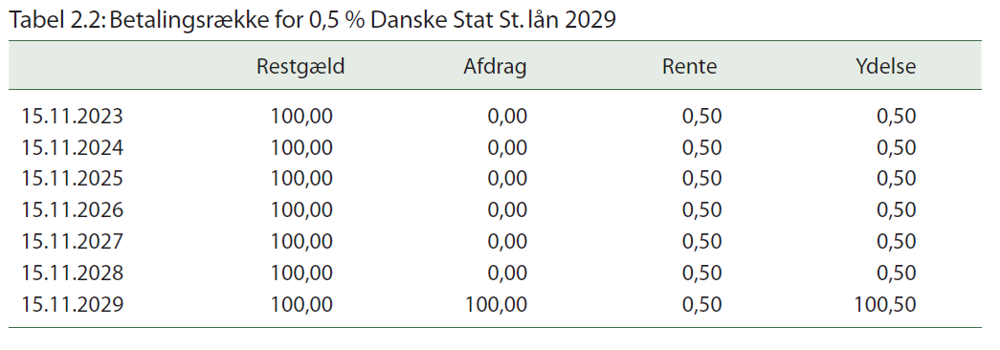 Tabel 2.2: Betalingsrække for 0,5 % Danske Stat St. lån 2029
Restgæld Afdrag Rente Ydelse
15.11.2023 100,00 0,00 0,50 0,50
15.11.2024 100,00 0,00 0,50 0,50
15.11.2025 100,00 0,00 0,50 0,50
15.11.2026 100,00 0,00 0,50 0,50
15.11.2027 100,00 0,00 0,50 0,50
15.11.2028 100,00 0,00 0,50 0,50
15.11.2029 100,00 100,00 0,50 100,50